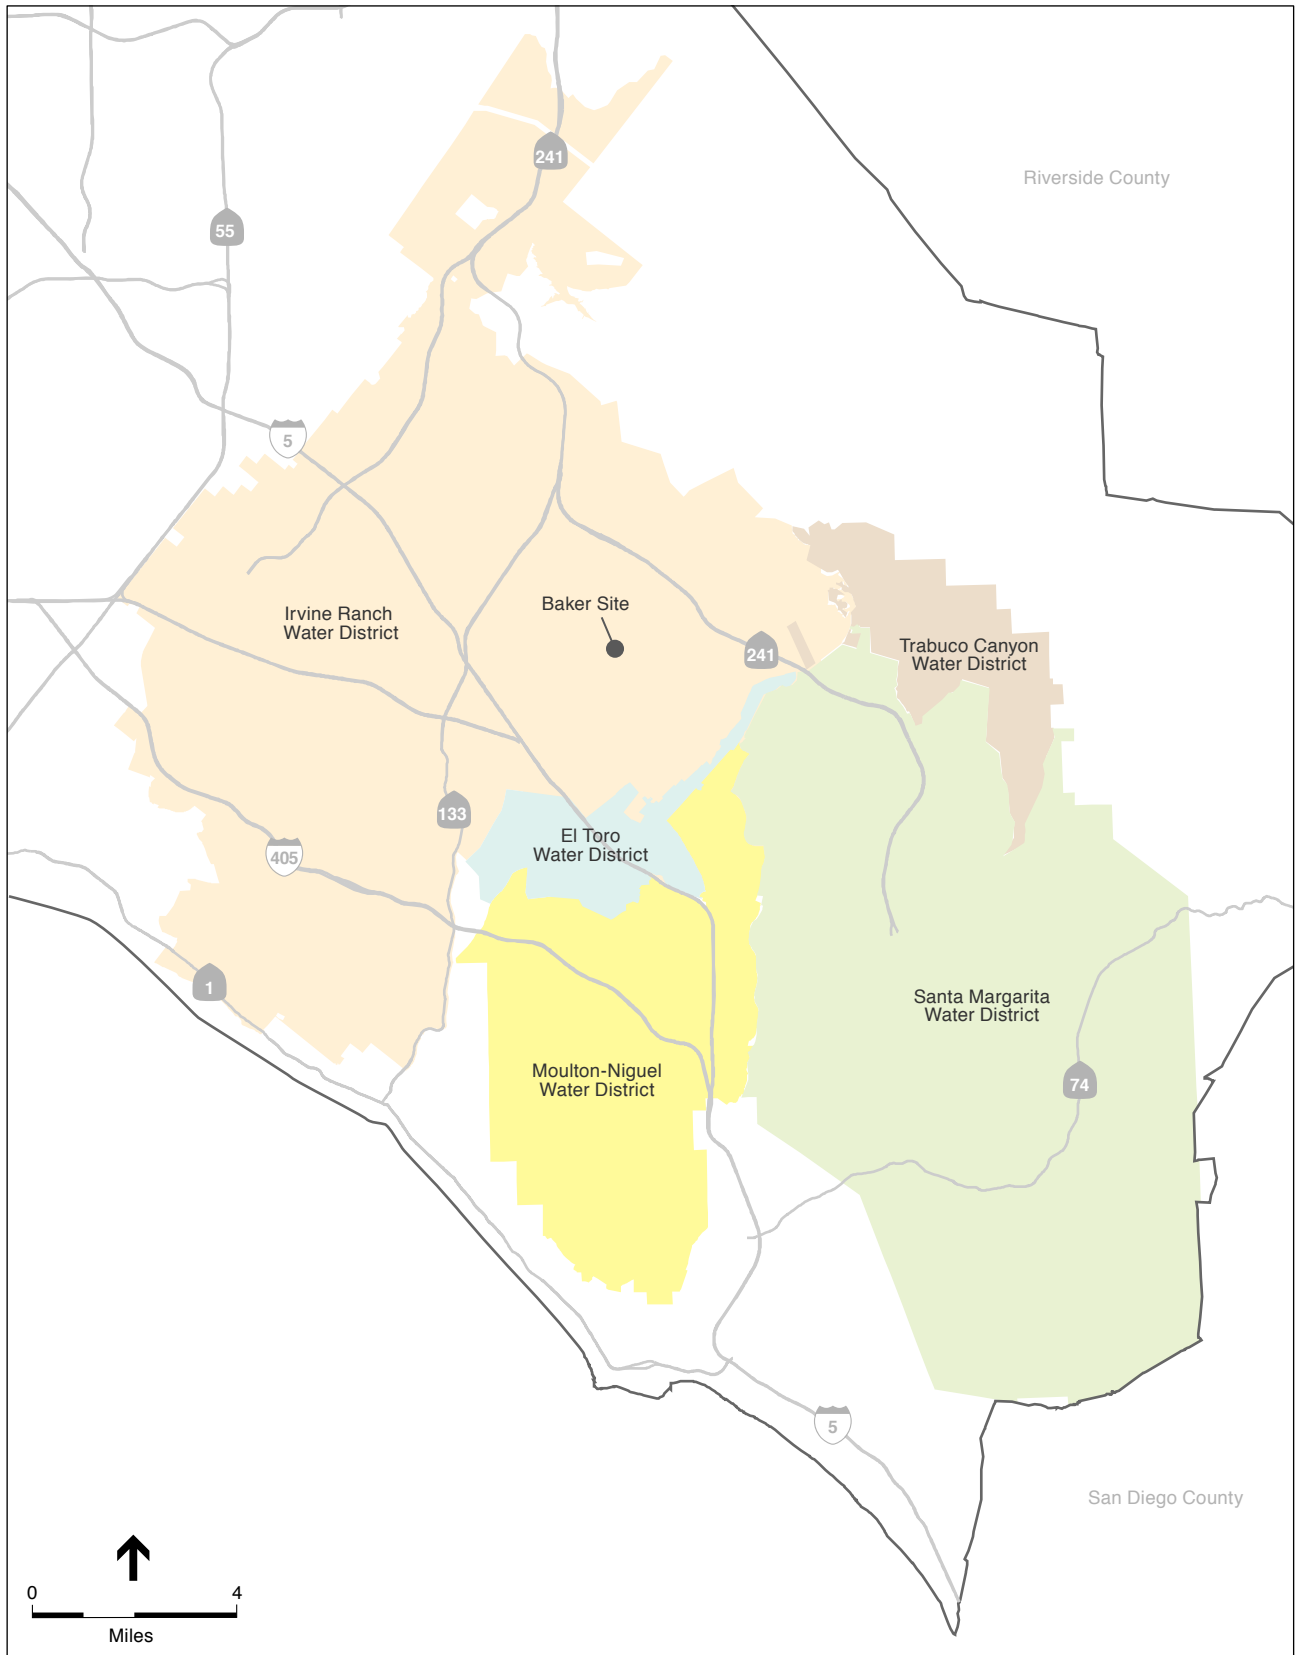 241
Riverside County
55
5
Irvine Ranch
Water District
Baker Site
241
Trabuco Canyon
Water District
133
El Toro
Water District
405
1
Santa Margarita
Water District
Moulton-Niguel
Water District
74
5
San Diego County
0 4
Miles